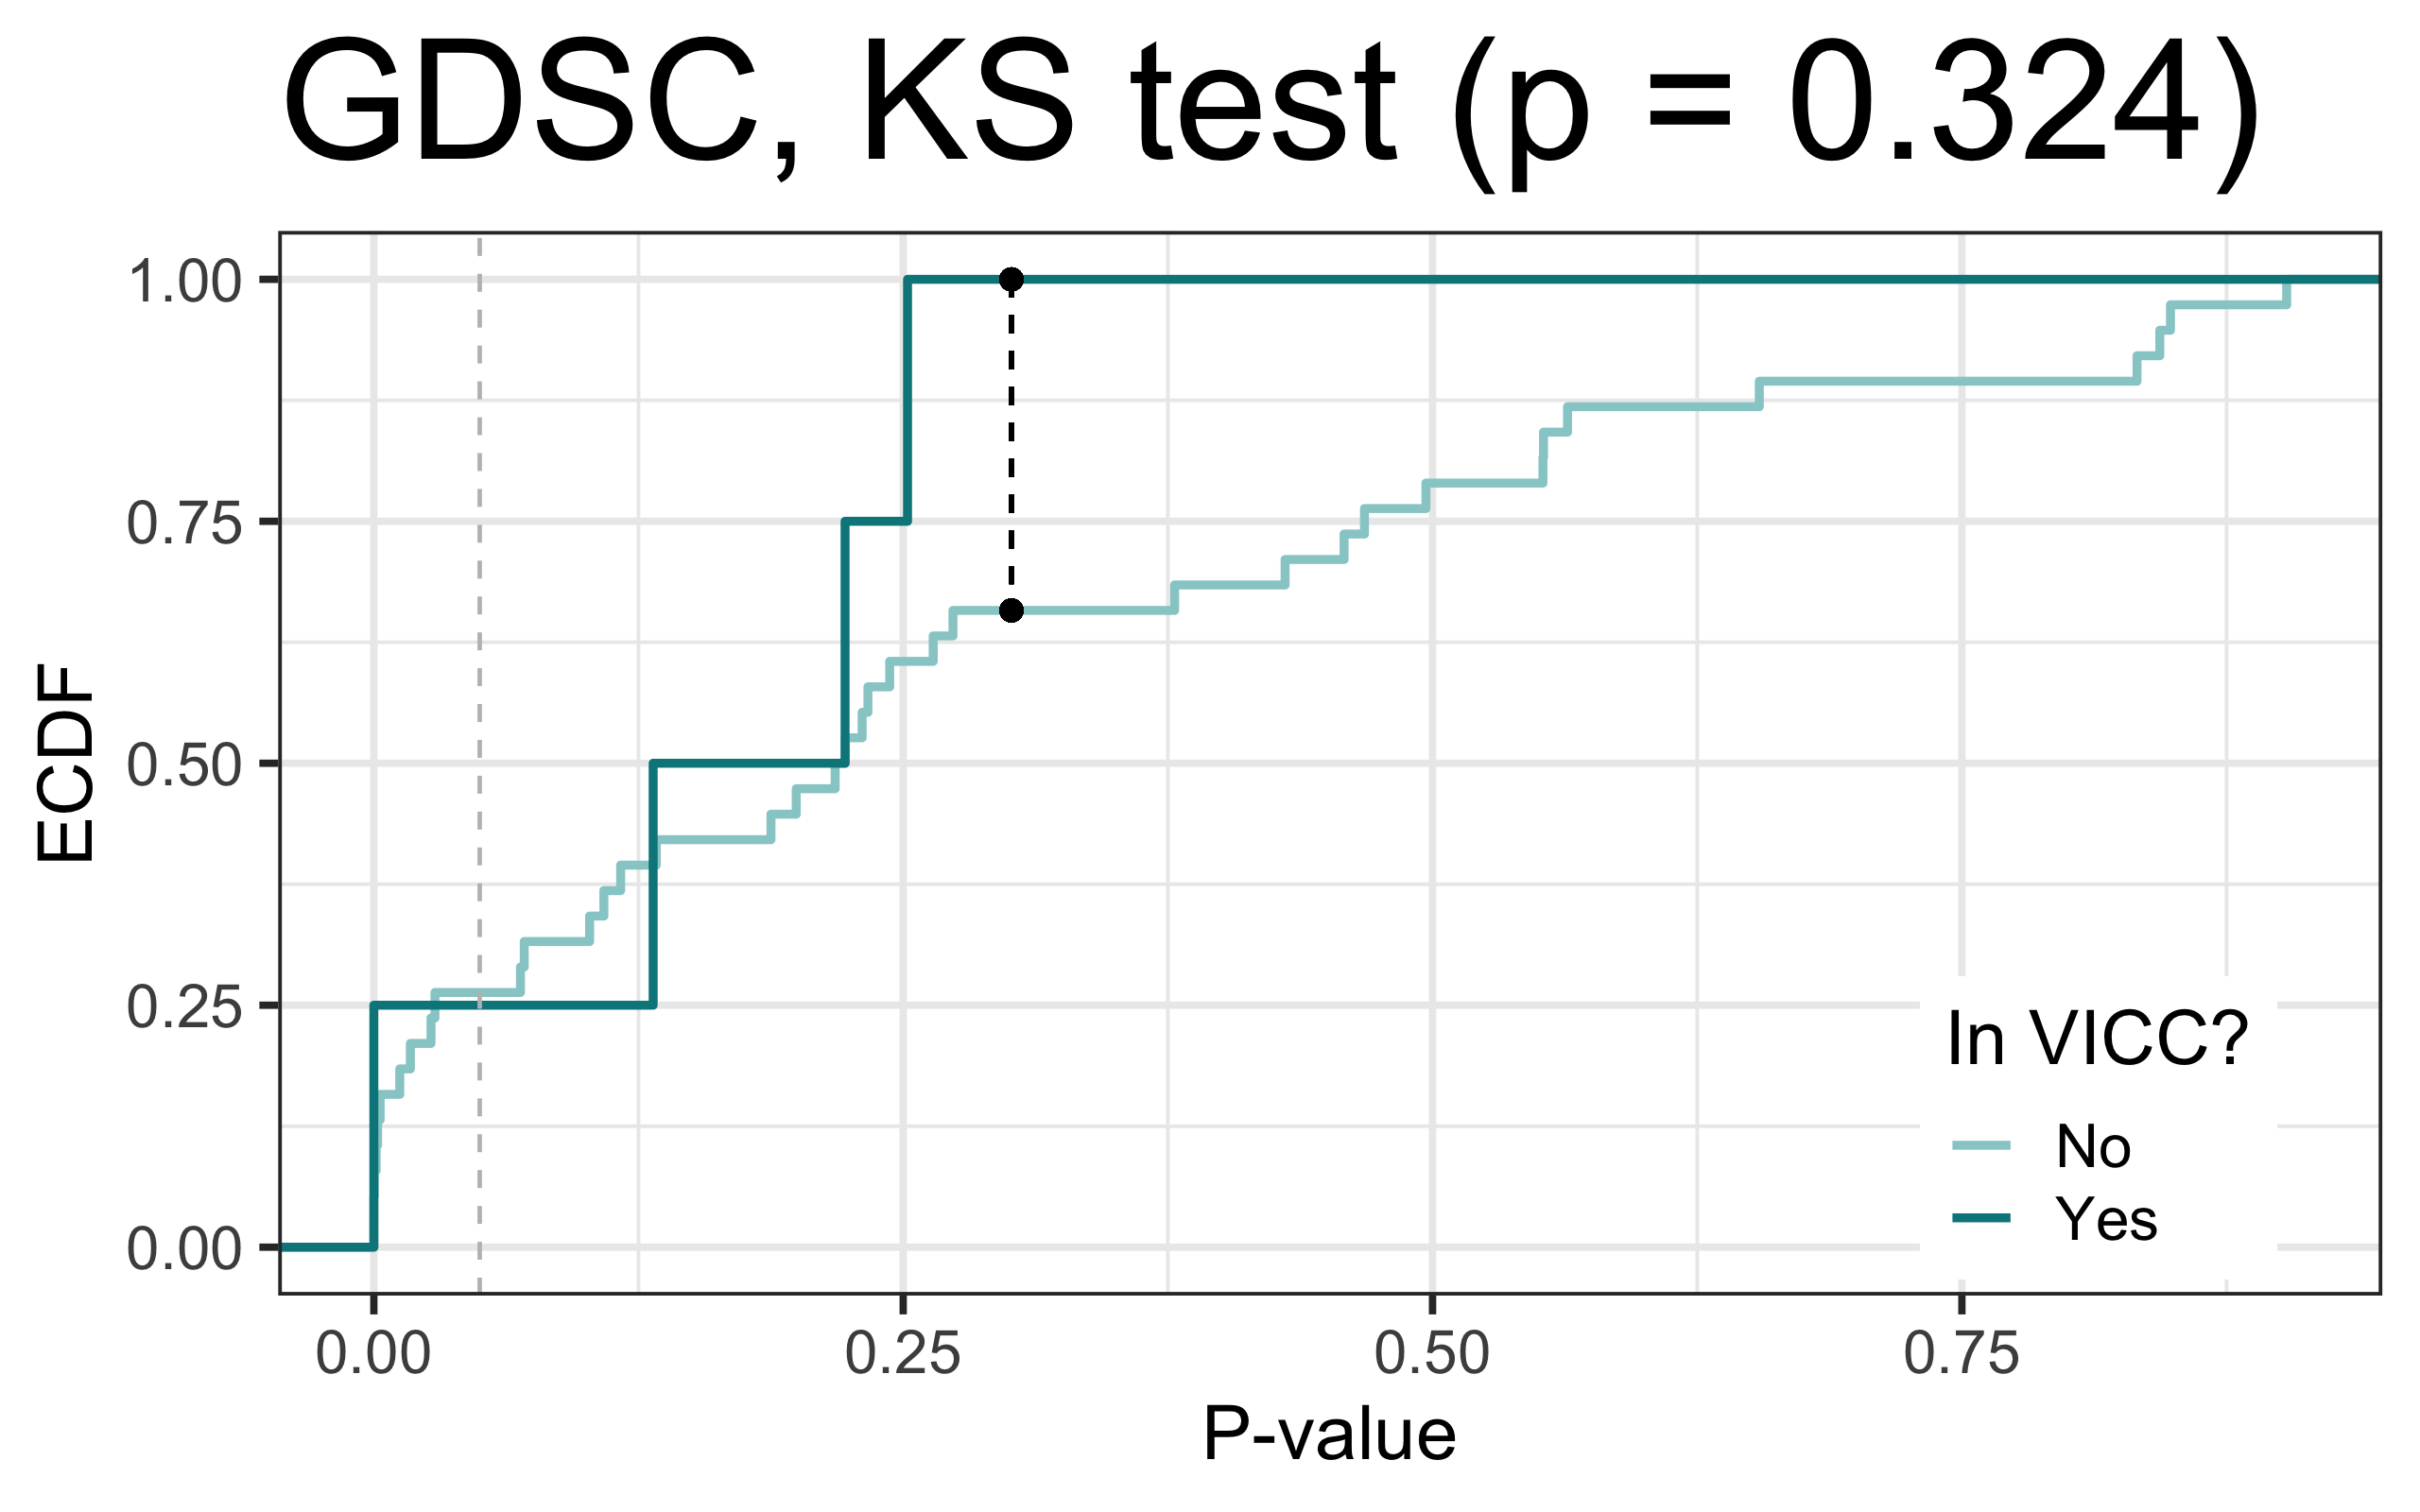 GDSC, KS test (p = 0.324)
1.00
0.75
0.50
0.25
0.00
ECDF
In VICC?
No
Yes
0.00 0.25 0.50 0.75
P-value